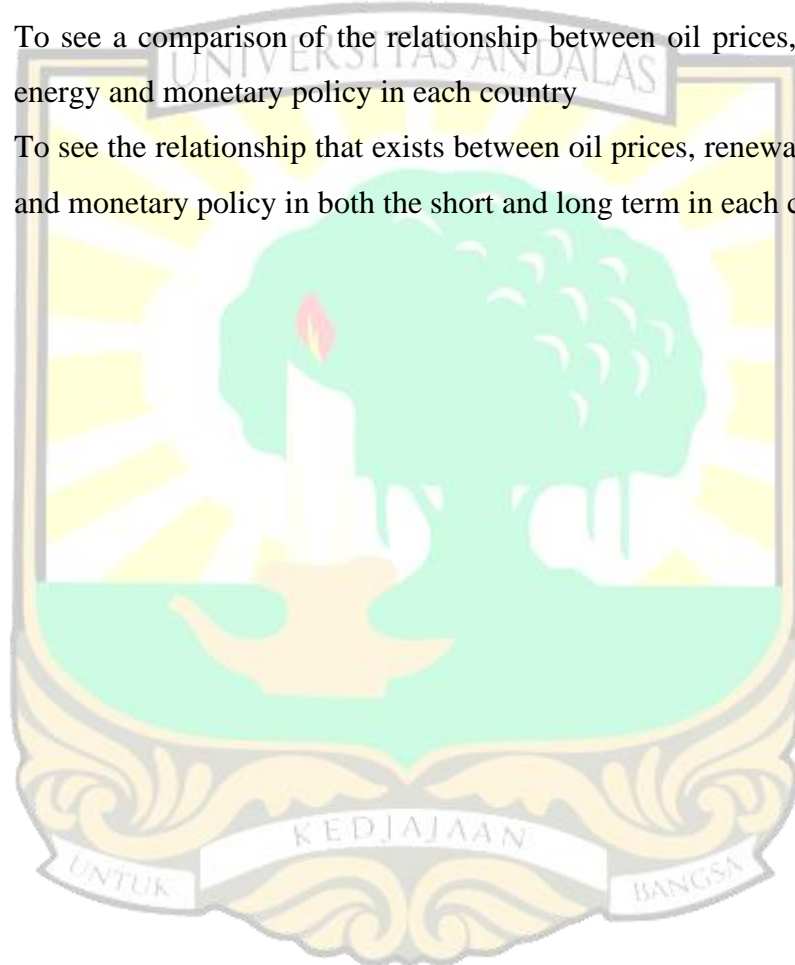 To see a comparison of the relationship between oil prices,
UNIVERSITAS ANDALAS
energy and monetary policy in each country
To see the relationship that exists between oil prices,
and monetary policy in both the short and long term in each
KEDJAJAAN
UNTUK
BANGSA